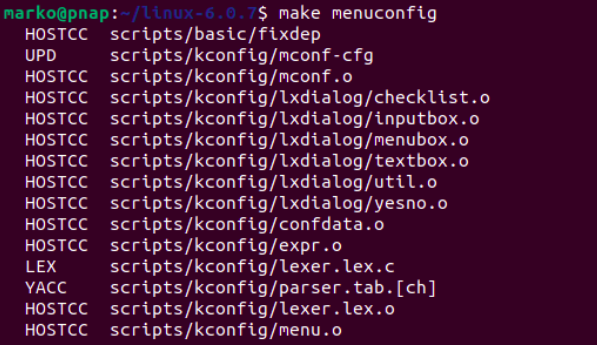 marko@pnap:~/linux-6.0.7$ make menuconfig
HOSTCC scripts/basic/fixdep
UPD scripts/kconfig/mconf-cfg
HOSTCC scripts/kconfig/mconf.o
HOSTCC scripts/kconfig/lxdialog/checklist.o
HOSTCC scripts/kconfig/lxdialog/inputbox.o
HOSTCC scripts/kconfig/lxdialog/menubox.o
HOSTCC scripts/kconfig/lxdialog/textbox.o
HOSTCC scripts/kconfig/lxdialog/util.o
HOSTCC scripts/kconfig/lxdialog/yesno.o
HOSTCC scripts/kconfig/confdata.o
HOSTCC scripts/kconfig/expr.o
LEX scripts/kconfig/lexer.lex.c
YACC scripts/kconfig/parser.tab.[ch]
HOSTCC scripts/kconfig/lexer.lex.o
HOSTCC scripts/kconfig/menu.o